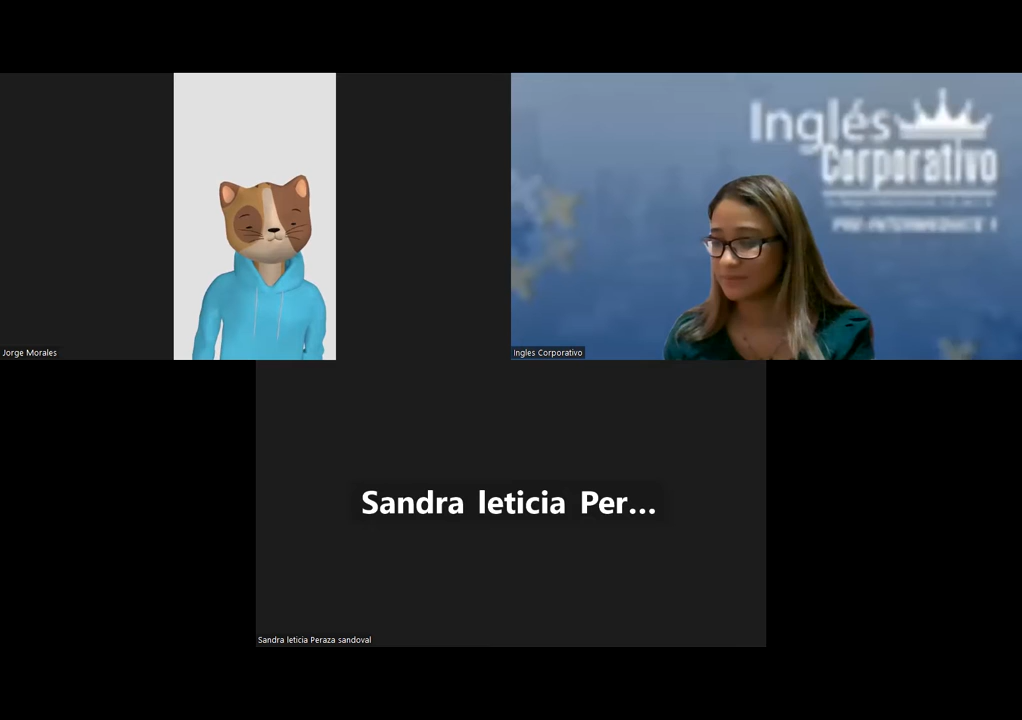 Inglés
Corporativo
PRE-INTERMEDIATE 1
Jorge Morales
Ingles Corporativo
Sandra leticia Per...
Sandra leticia Peraza sandoval